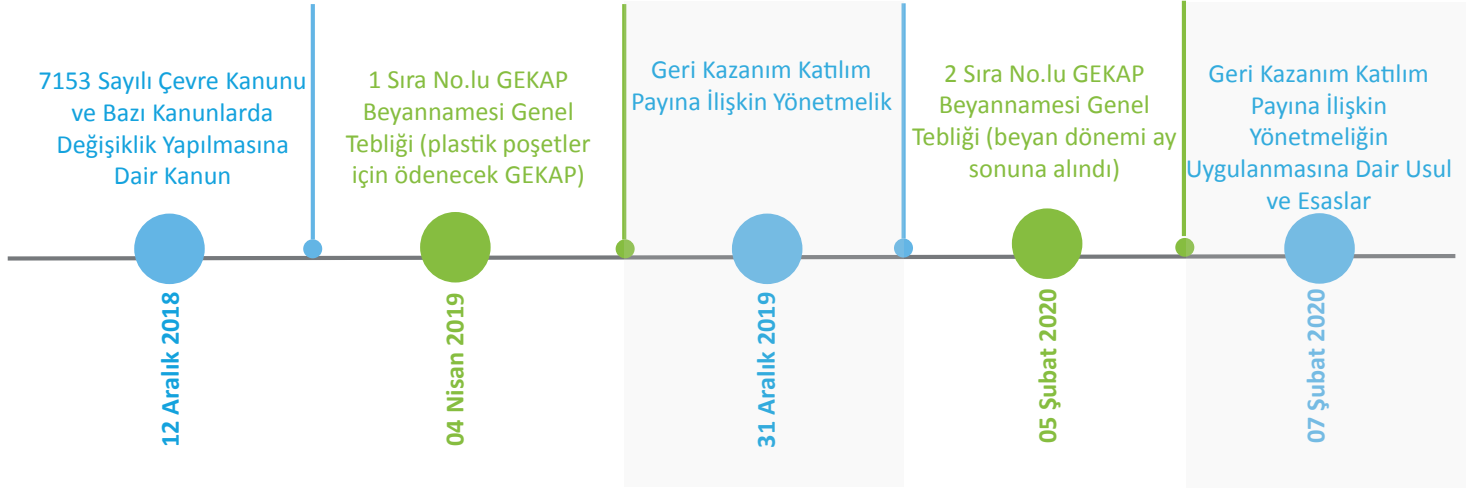 7153 Sayılı Çevre Kanunu
ve Bazı Kanunlarda
Değişiklik Yapılmasına
Dair Kanun
12 Aralık 2018
1 Sıra No.lu GEKAP
Beyannamesi Genel
Tebliği (plastik poşetler
için ödenecek GEKAP)
04 Nisan 2019
Geri Kazanım Katılım
Payına İlişkin Yönetmelik
31 Aralık 2019
2 Sıra No.lu GEKAP
Beyannamesi Genel
Tebliği (beyan dönemi ay
sonuna alındı)
05 Şubat 2020
Geri Kazanım Katılım
Payına İlişkin
Yönetmeliğin
Uygulanmasına Dair Usul
ve Esaslar
07 Şubat 2020